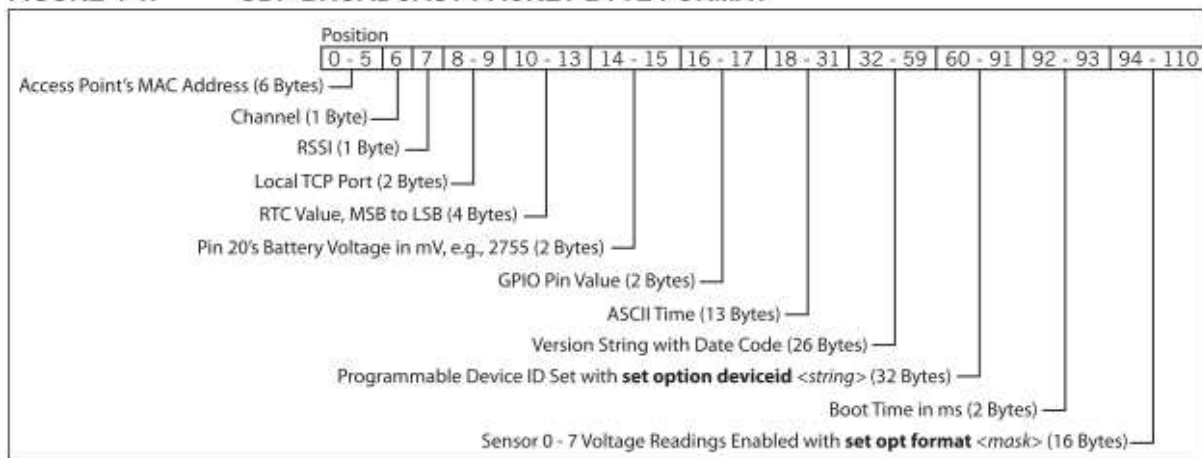 Position
0 - 5 6 7 8 - 9 10 - 13 14 - 15 16 - 17 18 - 31 32 - 59 60 - 91 92 - 93 94 - 110
Access Point's MAC Address (6 Bytes)
Channel (1 Byte)
RSSI (1 Byte)
Local TCP Port (2 Bytes)
RTC Value, MSB to LSB (4 Bytes)
Pin 20's Battery Voltage in mV, e.g., 2755 (2 Bytes)
GPIO Pin Value (2 Bytes)
ASCII Time (13 Bytes)
Version String with Date Code (26 Bytes)
Programmable Device ID Set with set option deviceid <string> (32 Bytes)
Boot Time in ms (2 Bytes)
Sensor 0 - 7 Voltage Readings Enabled with set opt format <mask> (16 Bytes)